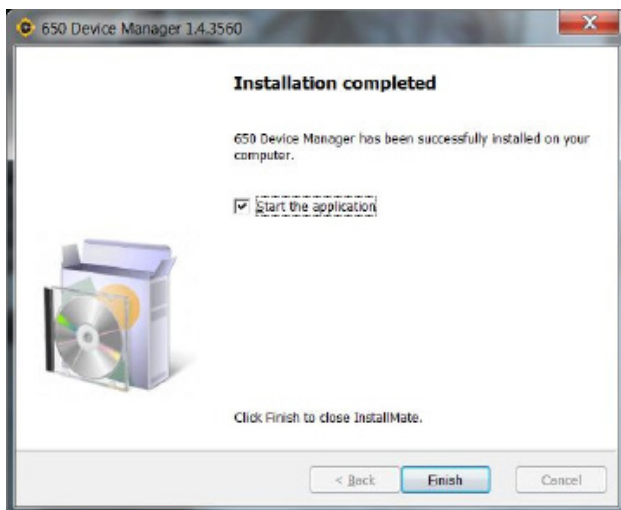 650 Device Manager 1.4.3560
X
Installation completed
650 Device Manager has been successfully installed on your
computer.
Start the application
Click Finish to close InstallMate.
< Back
Finish
Cancel